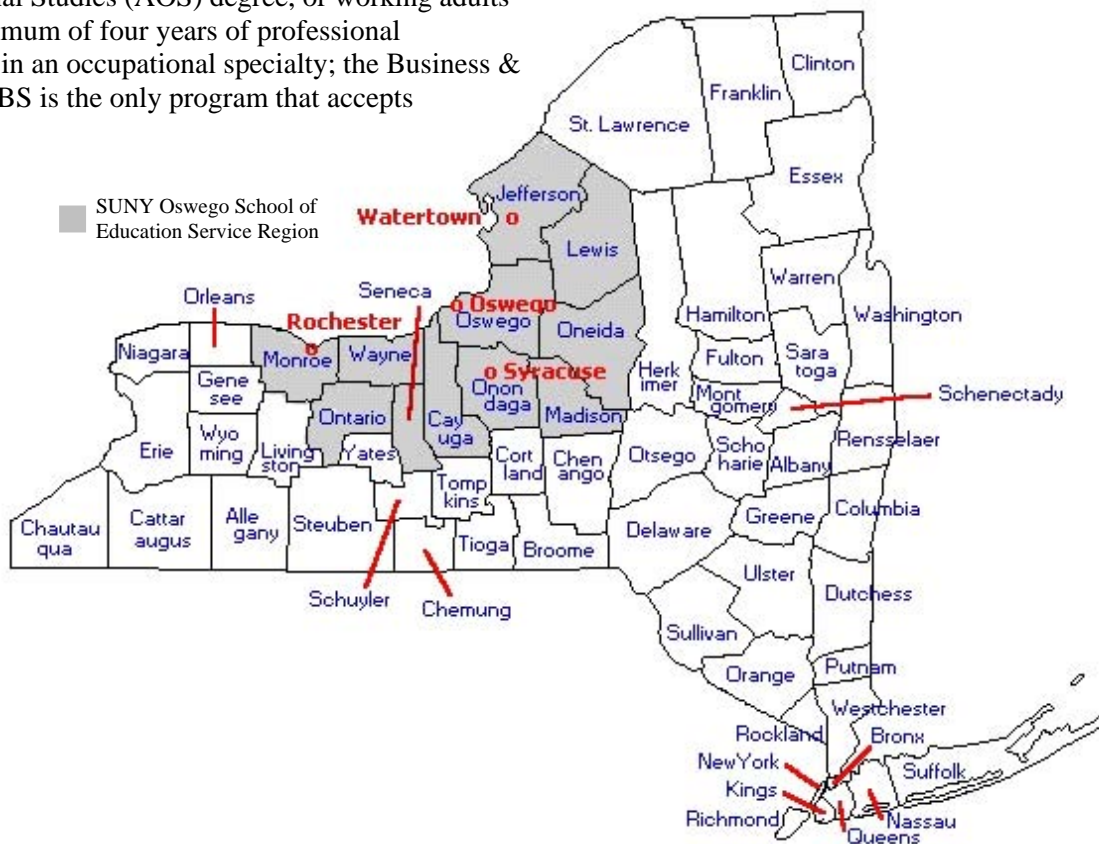 nal Studies (AOS) degree, or working adults
mum of four years of professional
in an occupational specialty; the Business &
BS is the only program that accepts
Clinton
Franklin
St. Lawrence
Essex
Jefferson
SUNY Oswego School of
Education Service Region
Watertown
Lewis
Warren
Seneca
Orleans
Oswego
Hamilton
Washington
Rochester
Oswego
Oneida
Niagara
Monroe
Wayne
Fulton
Sara
toga
Syracuse
Herk
imer
Gene
see
Onon
daga
Mont
gomery
Schenectady
Ontario
Madison
Cay
uga
Wyo
ming
Erie
Living
ston
Yates
Cort
land
Chen
ango
Otsego
Scho
harie
Albany
Rensselaer
Tomp
kins
Chautau
qua
Cattar
augus
Alle
gany
Steuben
Tioga
Broome
Delaware
Greene
Columbia
Schuyler
Chemung
Ulster
Dutchess
Sullivan
Orange
Putnam
Westchester
Rockland
Bronx
NewYork
Suffolk
Kings
Richmond
Nassau
Queens